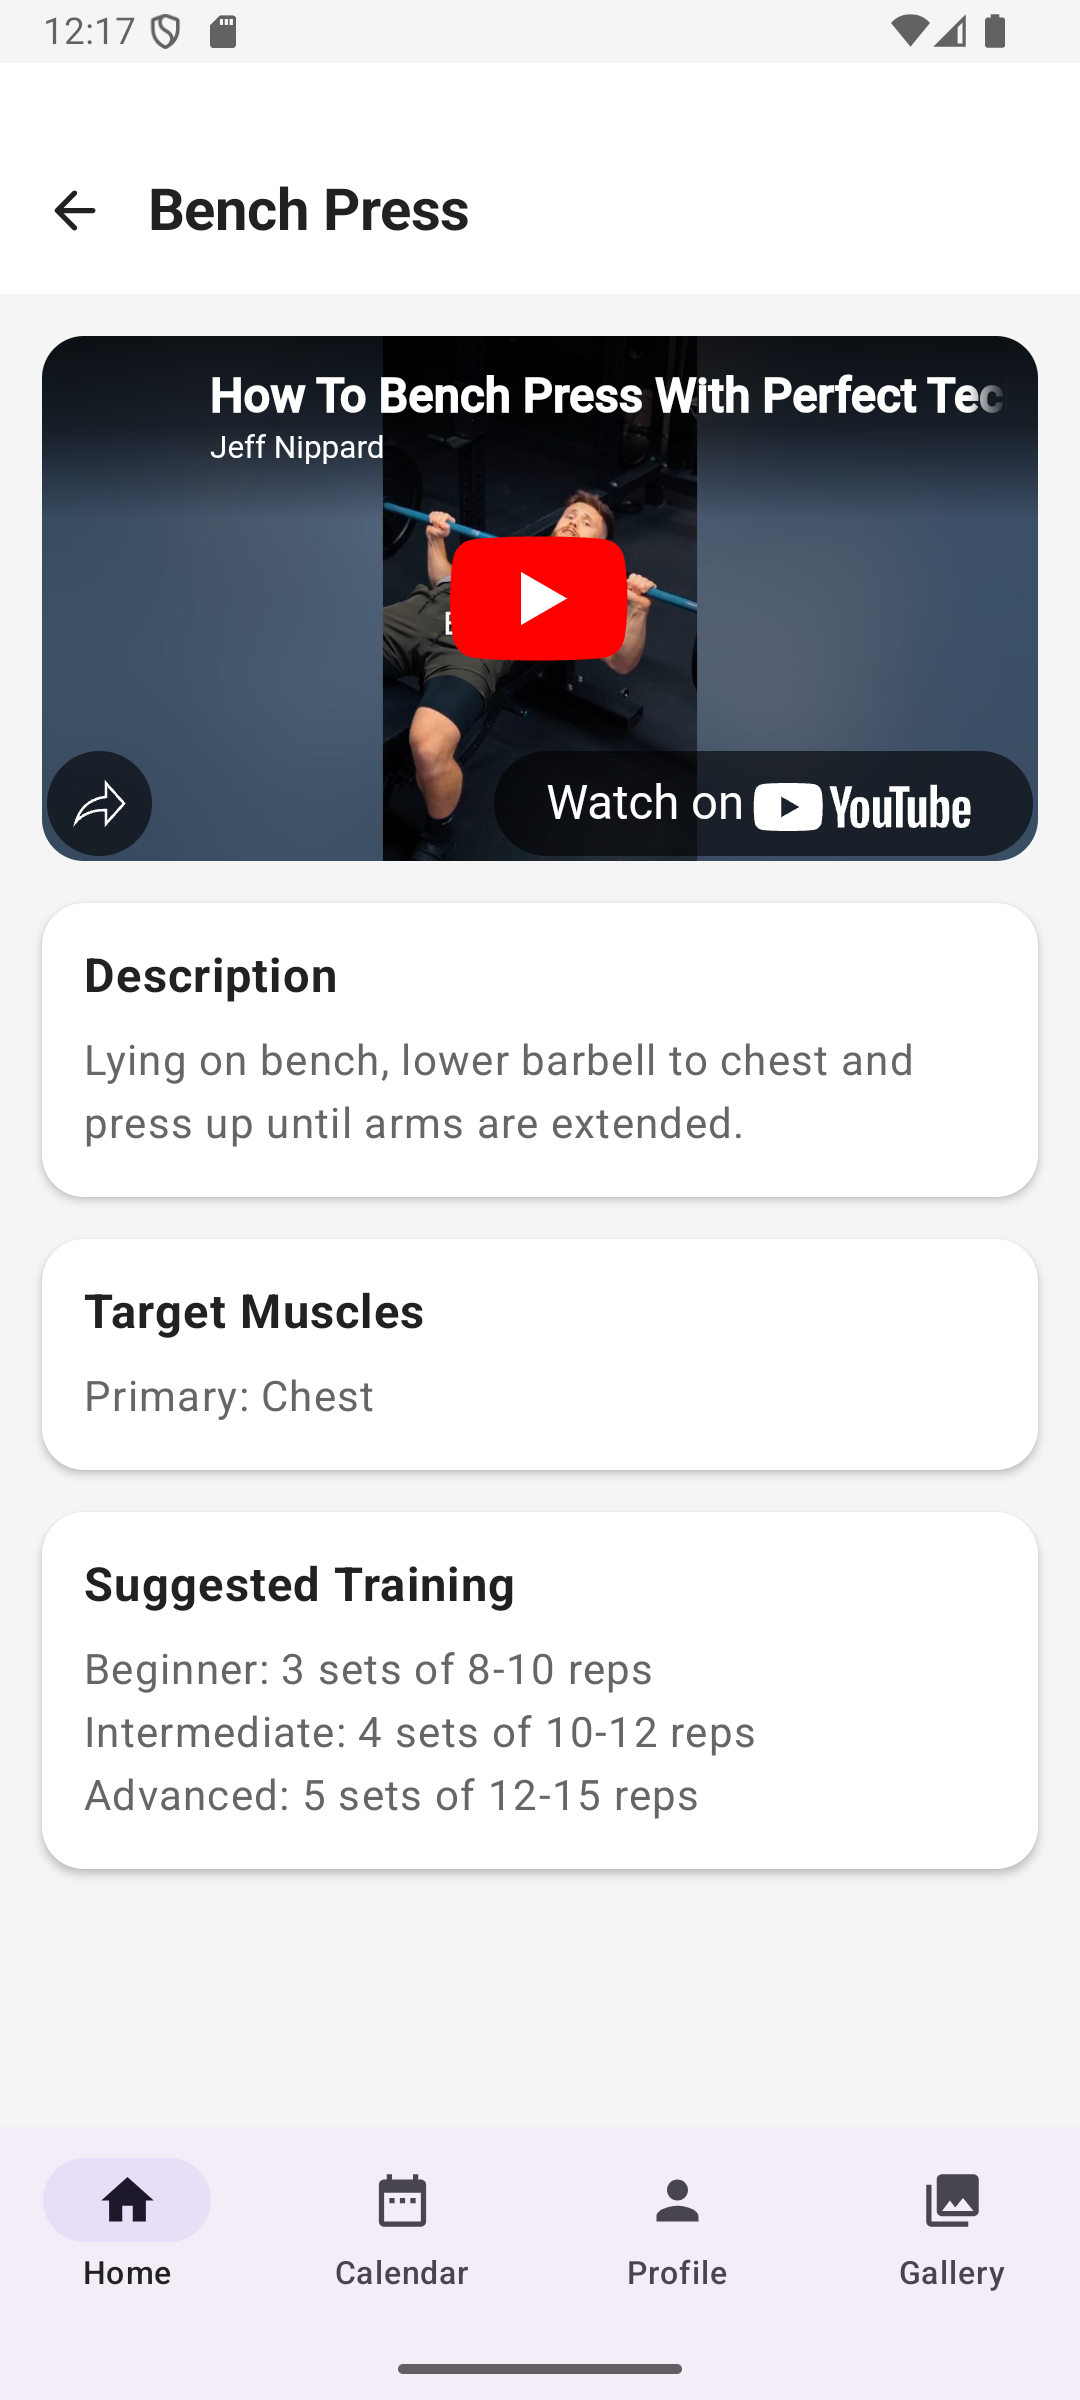 12:17
Bench Press
How To Bench Press With Perfect Tec
Jeff Nippard
Watch on YouTube
Description
Lying on bench, lower barbell to chest and
press up until arms are extended.
Target Muscles
Primary: Chest
Suggested Training
Beginner: 3 sets of 8-10 reps
Intermediate: 4 sets of 10-12 reps
Advanced: 5 sets of 12-15 reps
Home
Calendar
Profile
Gallery